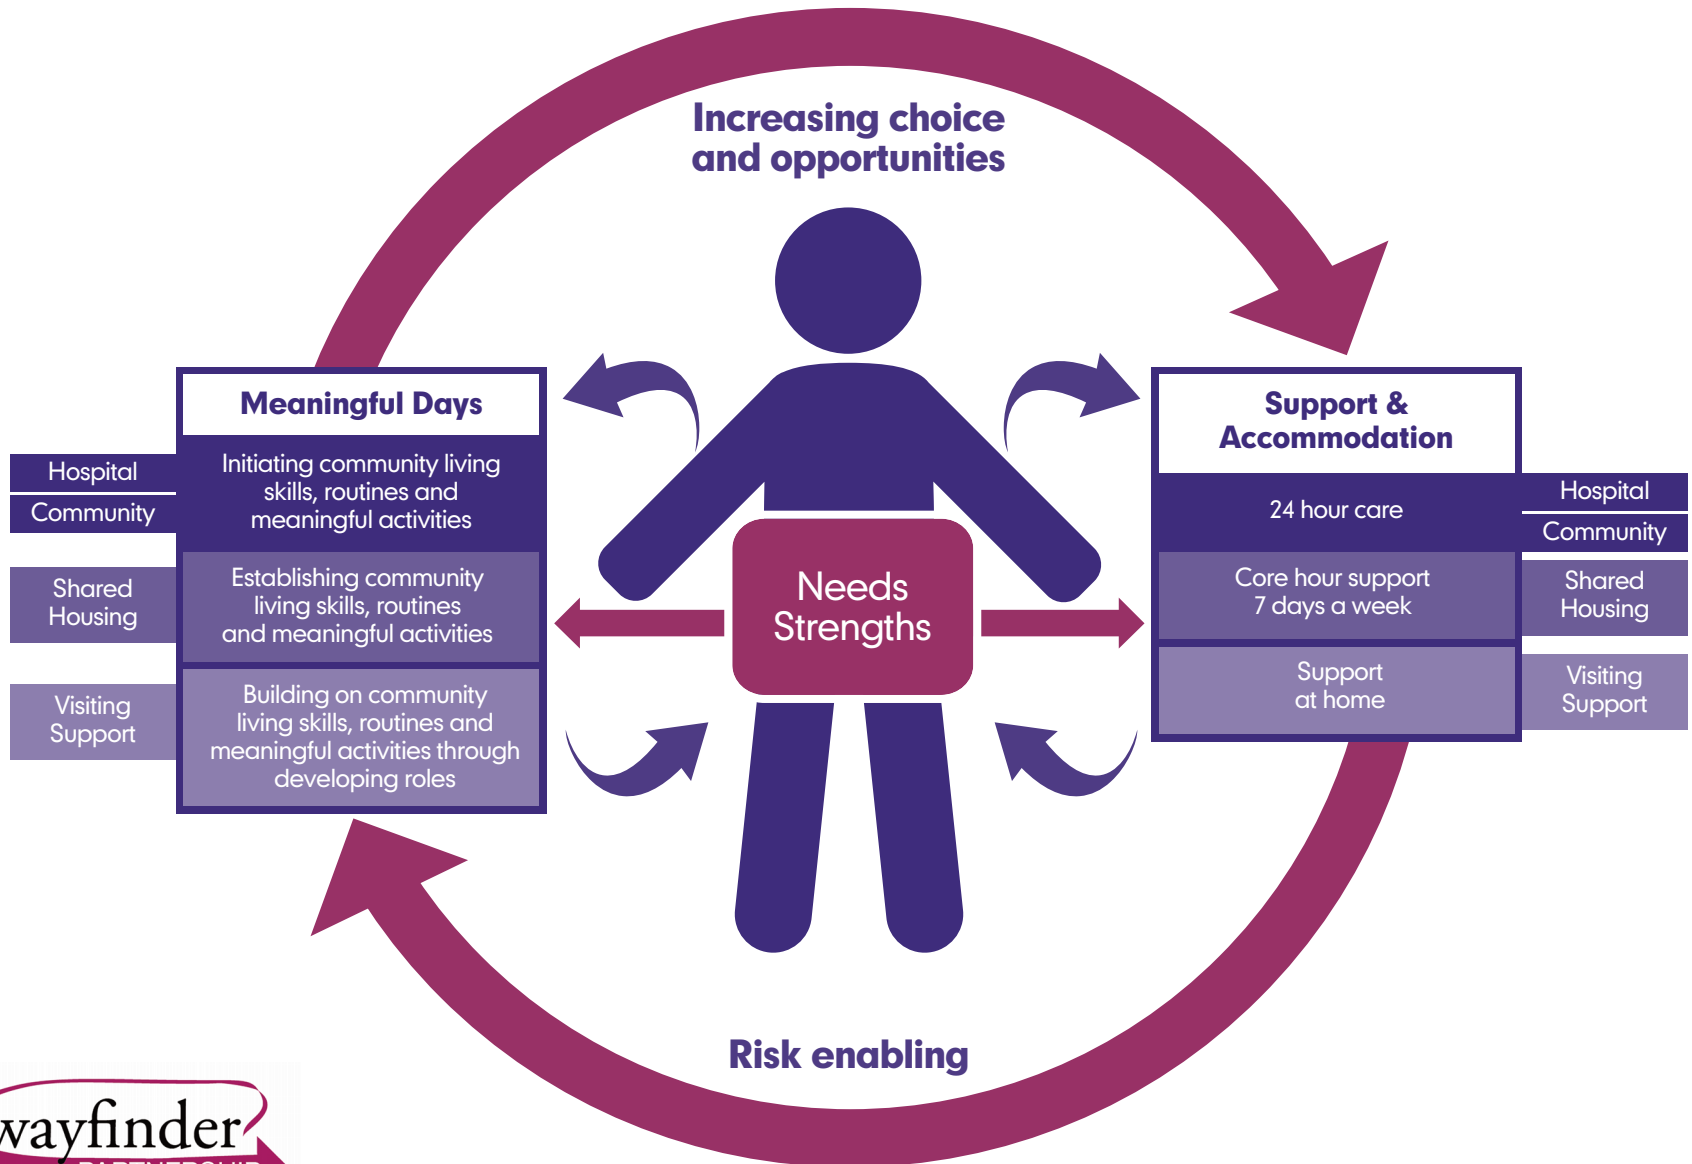 Increasing choice
and opportunities
Meaningful Days
Hospital
Community
Initiating community living
skills, routines and
meaningful activities
Shared
Housing
Establishing community
living skills, routines
and meaningful activities
Visiting
Support
Building on community
living skills, routines and
meaningful activities through
developing roles
Needs
Strengths
Support &
Accommodation
24 hour care
Hospital
Community
Core hour support
7 days a week
Shared
Housing
Support
at home
Visiting
Support
Risk enabling
wayfinder
PARTNERSHIP